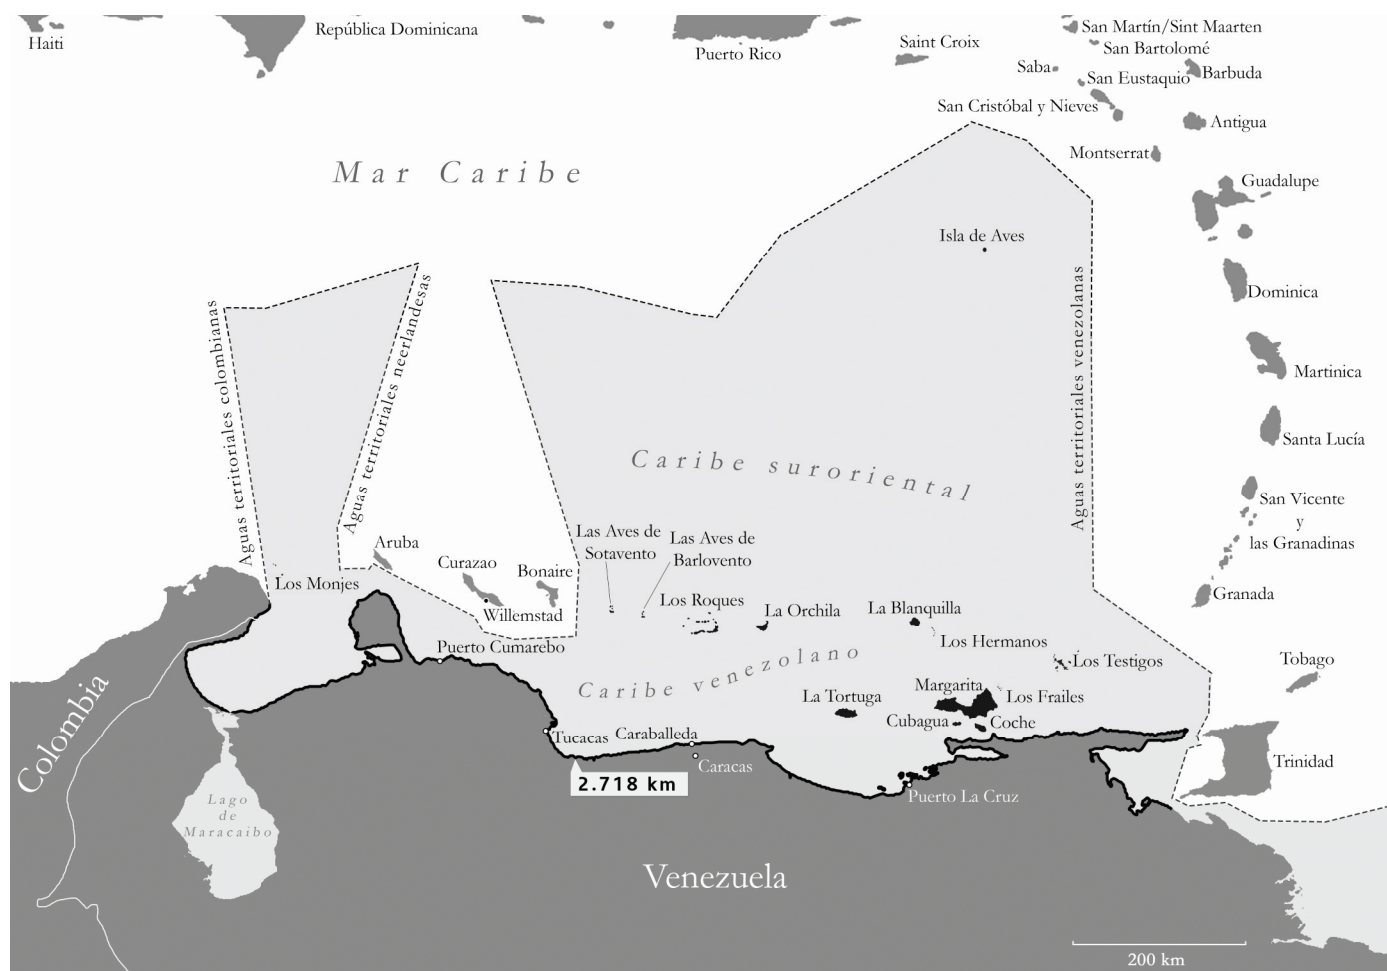 Haiti
República Dominicana
Puerto Rico
Saint Croix
San Martín/Sint Maarten
San Bartolomé
Saba
San Eustaquio
Barbuda
San Cristóbal y Nieves
Antigua
Montserrat
Mar Caribe
Guadalupe
Isla de Aves
Dominica
Aguas territoriales colombianas
Aguas territoriales neerlandesas
Aguas territoriales venezolanas
Martinica
Santa Lucía
Caribe suroriental
San Vicente
y
las Granadinas
Las Aves de
Sotavento
Las Aves de
Barlovento
Aruba
Curazao
Bonaire
Los Monjes
Willemstad
Los Roques
La Orchila
La Blanquilla
Granada
Los Hermanos
Puerto Cumarebo
Caribe venezolano
Los Testigos
Tobago
La Tortuga
Margarita
Los Frailes
Cubagua
Coche
Tucacas
Caraballeda
Caracas
Trinidad
Colombia
2.718 km
Puerto La Cruz
Lago
de
Maracaibo
Venezuela
200 km